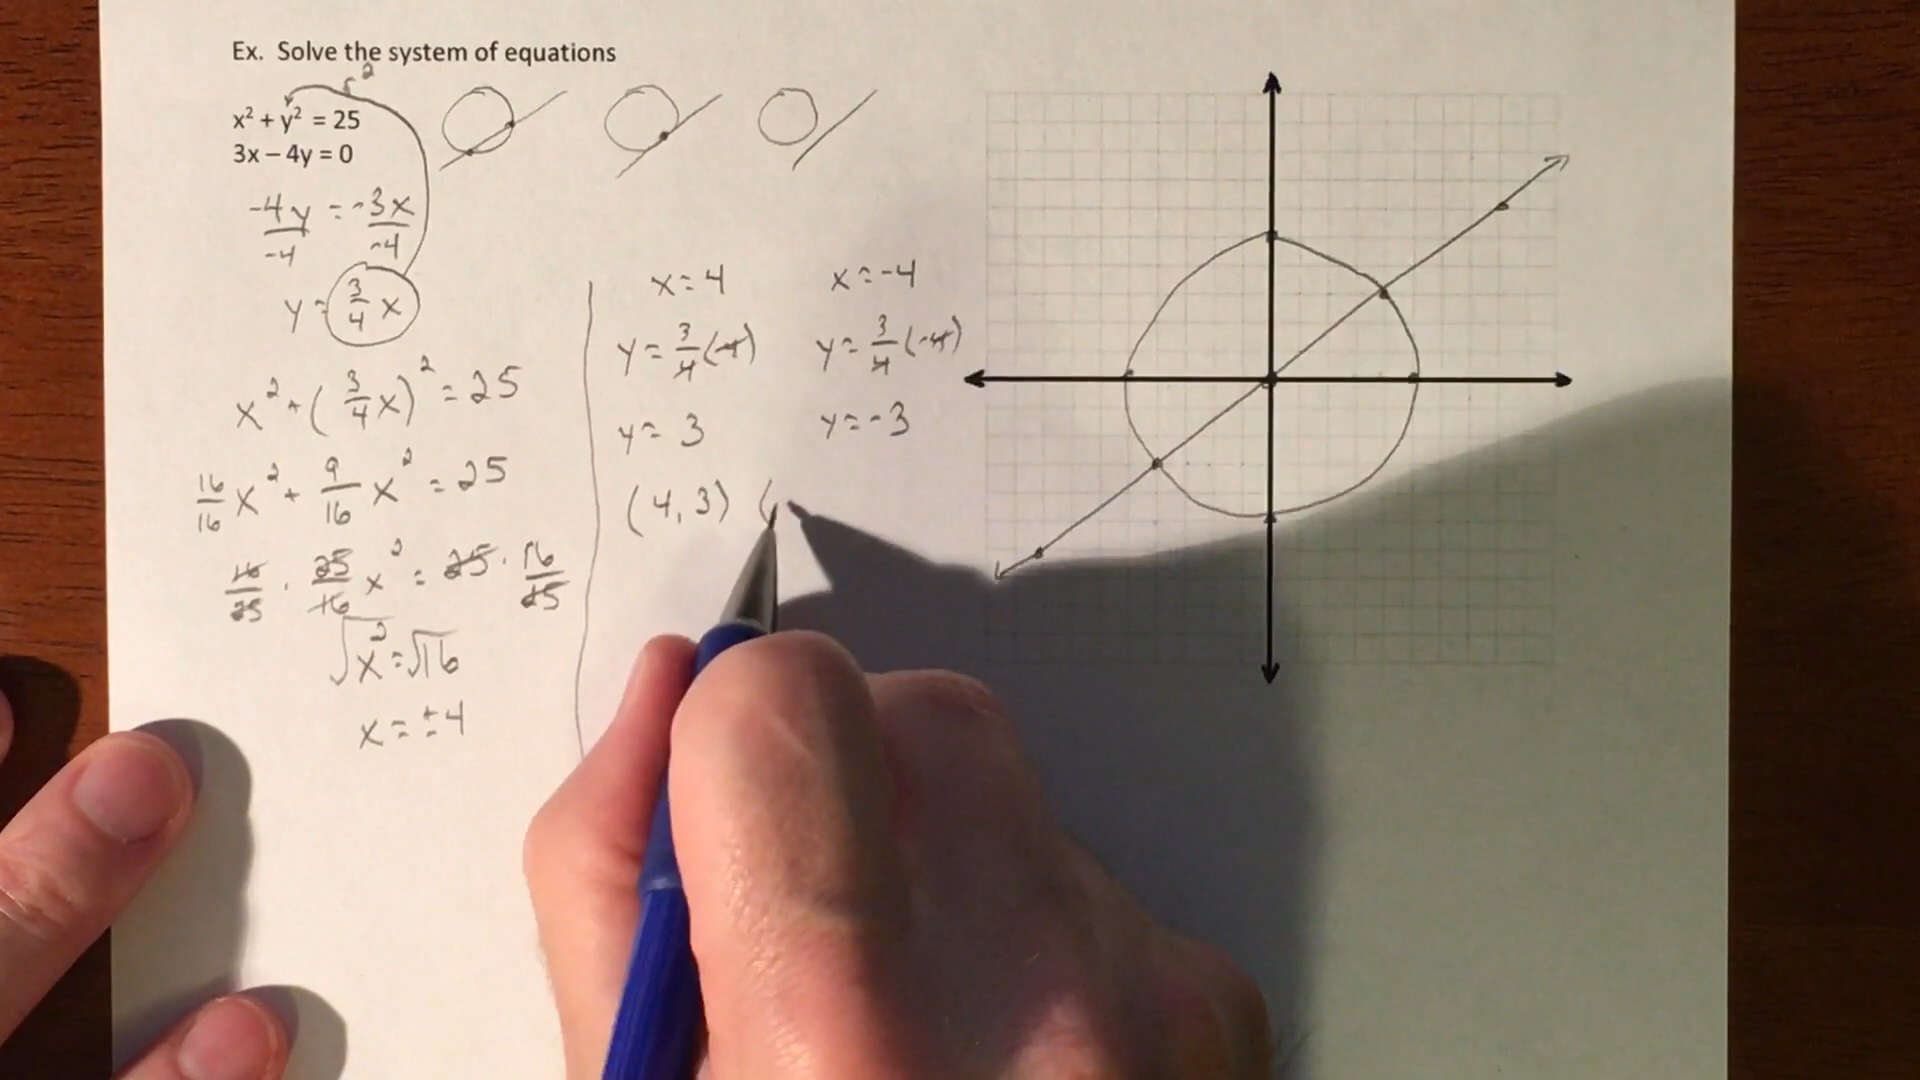 Ex. Solve the system of equations
r²
x² + y² = 25
3x – 4y = 0
-4y = -3x
-4 -4
y = 3/4 x
x² + (3/4 x)² = 25
16/16 x² + 9/16 x² = 25
16/25 · 25/16 x² = 25 · 16/25
√x² = √16
x = ±4
x = 4
y = 3/4 (4)
y = 3
x = -4
y = 3/4 (-4)
y = -3
(4, 3) (